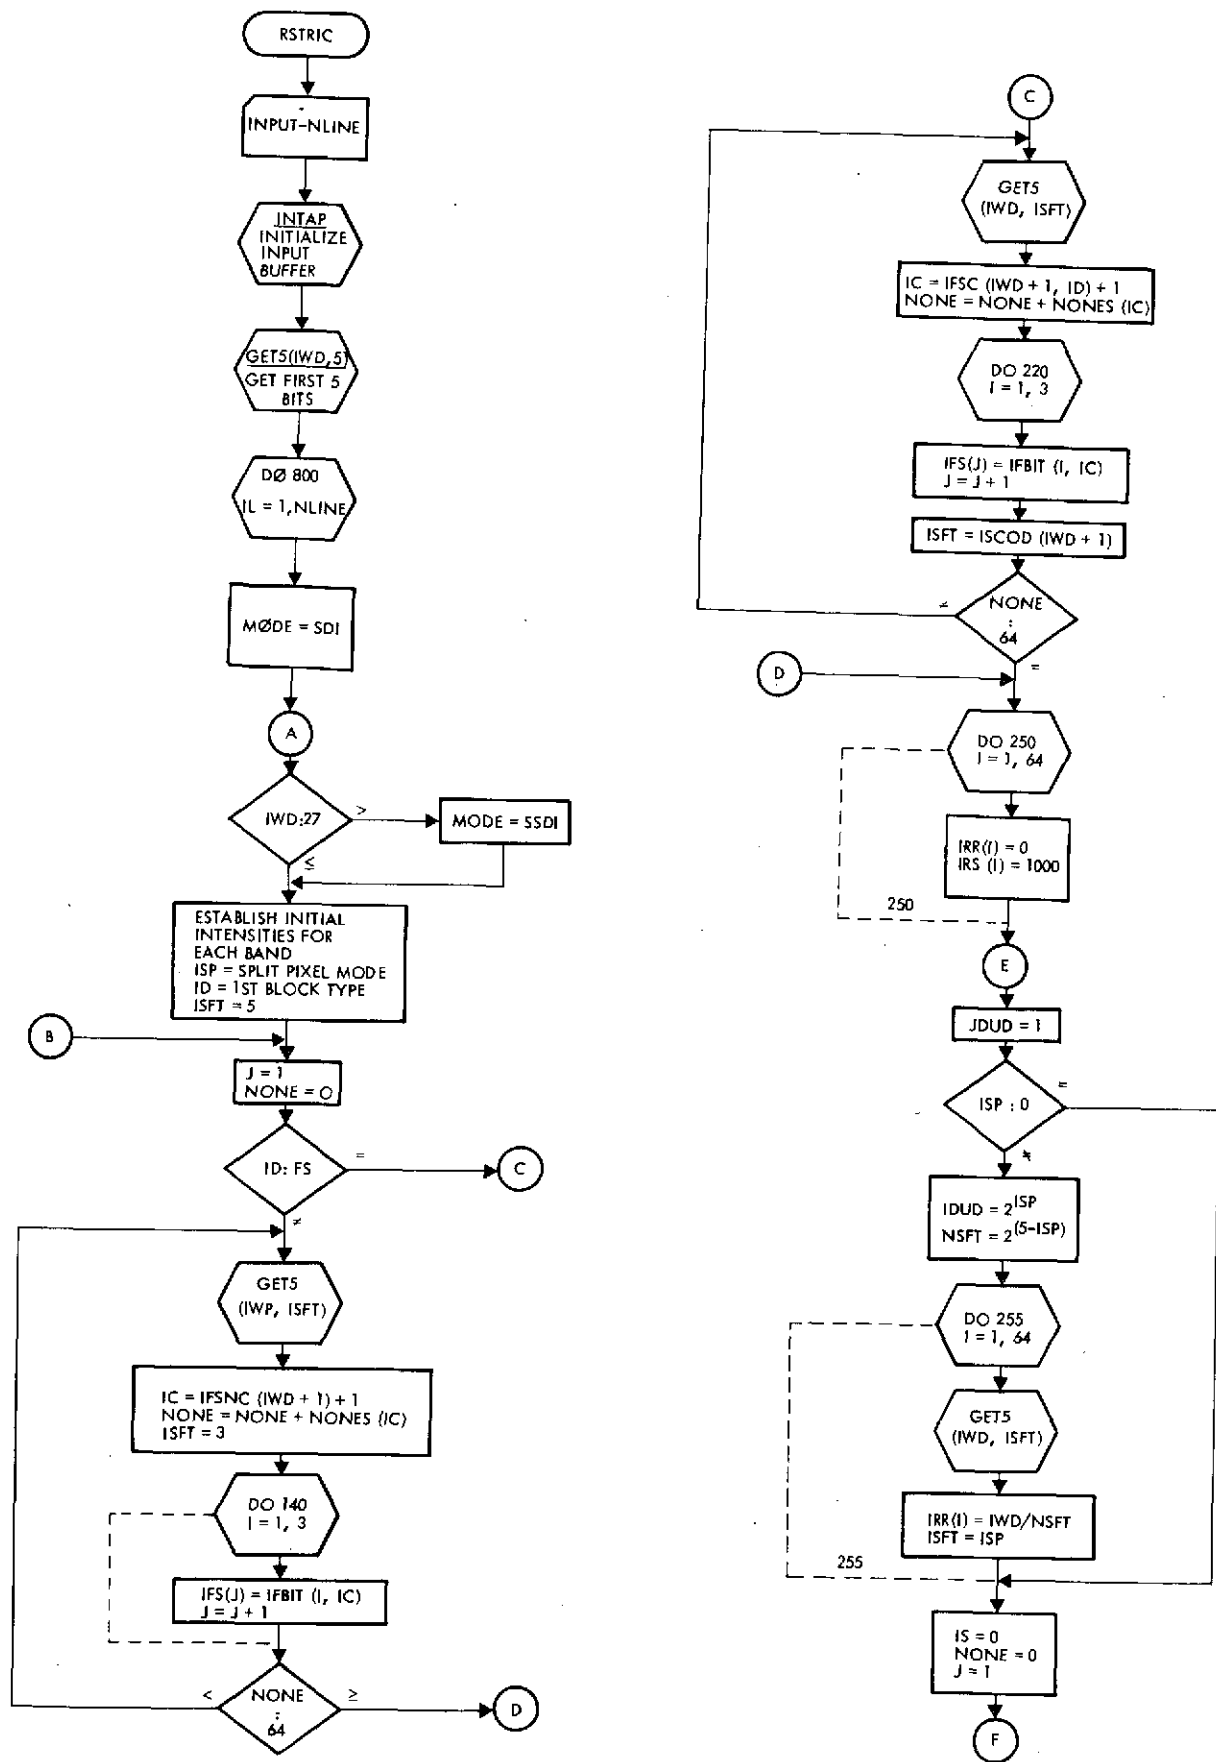 RSTRIC
INPUT-NLINE
INTAP
INITIALIZE
INPUT
BUFFER
GET5(IWD,5)
GET FIRST 5
BITS
DØ 800
IL = 1, NLINE
MØDE = SDI
A
IWD:27
>
MODE = SSDI
≤
ESTABLISH INITIAL
INTENSITIES FOR
EACH BAND
ISP = SPLIT PIXEL MODE
ID = 1ST BLOCK TYPE
ISFT = 5
B
J = 1
NONE = O
ID: FS
=
C
≠
GET5
(IWP, ISFT)
IC = IFSNC (IWD + 1) + 1
NONE = NONE + NONES (IC)
ISFT = 3
DO 140
I = 1, 3
IFS(J) = IFBIT (I, IC)
J = J + 1
<
NONE
:
64
≥
D
C
GET5
(IWD, ISFT)
IC = IFSC (IWD + 1, ID) + 1
NONE = NONE + NONES (IC)
DO 220
I = 1, 3
IFS(J) = IFBIT (I, IC)
J = J + 1
ISFT = ISCOD (IWD + 1)
≠
NONE
:
64
=
D
DO 250
I = 1, 64
IRR(I) = 0
IRS (I) = 1000
250
E
JDUD = 1
ISP : 0
=
≠
IDUD = 2^ISP
NSFT = 2^(5-ISP)
DO 255
I = 1, 64
GET5
(IWD, ISFT)
IRR(I) = IWD/NSFT
ISFT = ISP
255
IS = 0
NONE = 0
J = 1
F